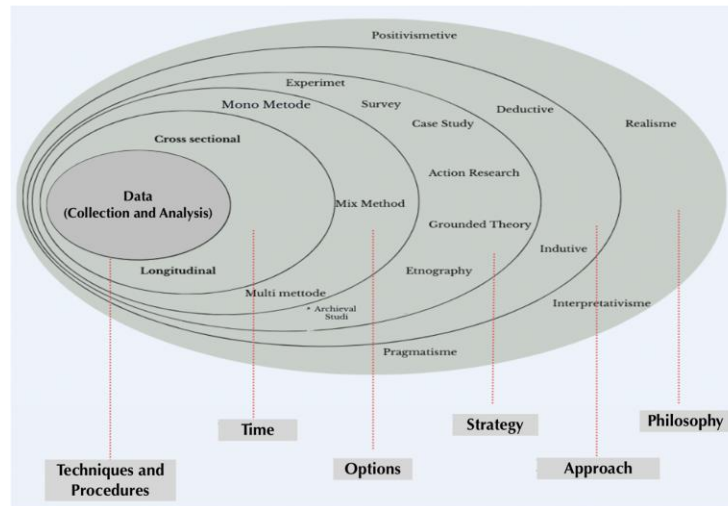 Positivismetive
Experimet
Mono Metode
Survey
Deductive
Case Study
Realisme
Cross sectional
Action Research
Data
(Collection and Analysis)
Mix Method
Grounded Theory
Indutive
Longitudinal
Etnography
Multi mettode
Archieval
Studi
Interpretativisme
Pragmatisme
Philosophy
Strategy
Time
Techniques and
Procedures
Options
Approach